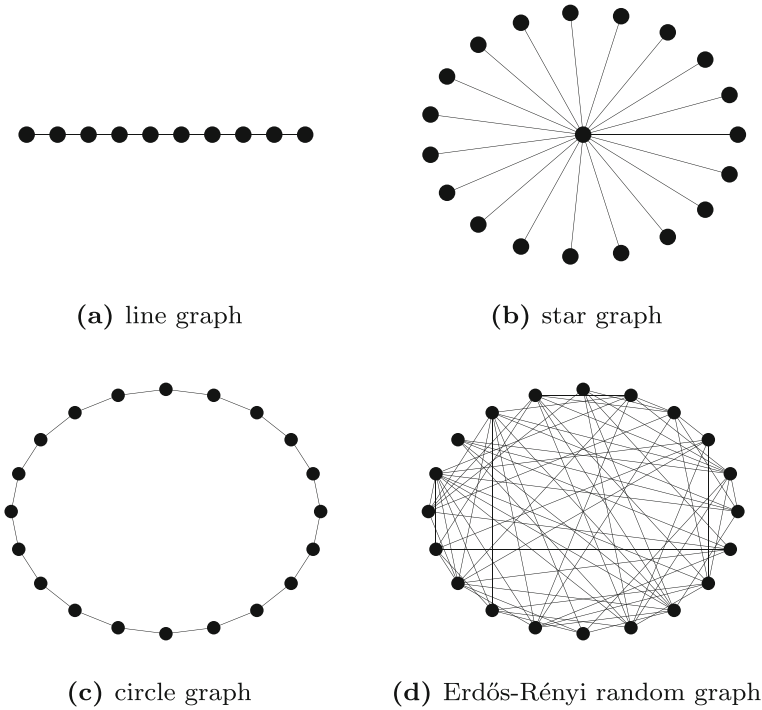 (a) line graph
(b) star graph
(c) circle graph
(d) Erdős-Rényi random graph